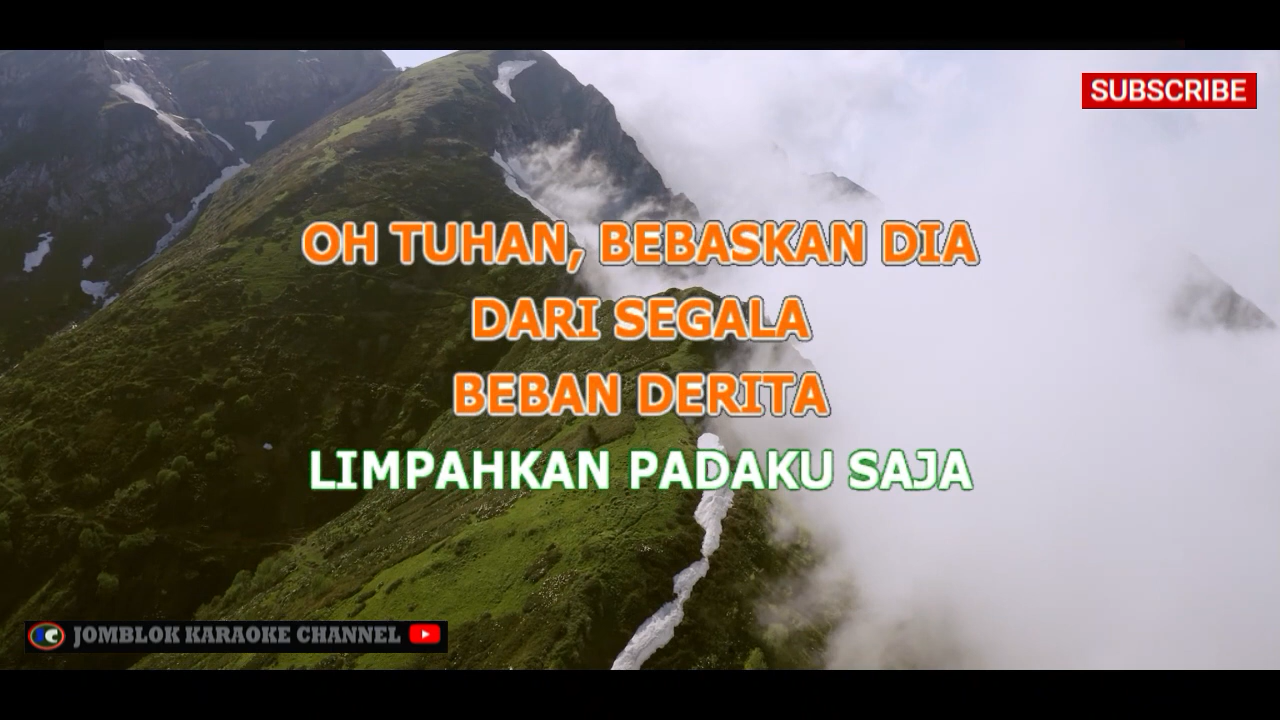 SUBSCRIBE
OH TUHAN, BEBASKAN DIA
DARI SEGALA
BEBAN DERITA
LIMPAHKAN PADAKU SAJA
JOMBLOK KARAOKE CHANNEL